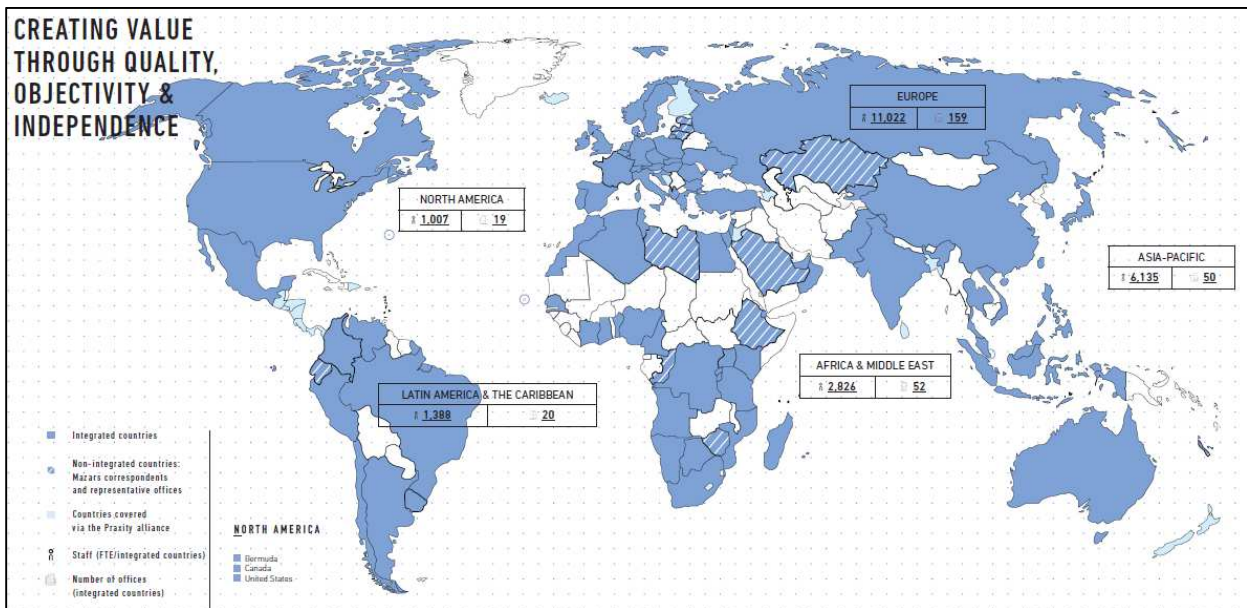 CREATING VALUE
THROUGH QUALITY,
OBJECTIVITY &
INDEPENDENCE
EUROPE
11,022 159
NORTH AMERICA
1,007 19
ASIA-PACIFIC
6,135 50
AFRICA & MIDDLE EAST
2,826 52
LATIN AMERICA & THE CARIBBEAN
1,388 20
Integrated countries
Non-integrated countries:
Mazars correspondents
and representative offices
Countries covered
via the Praxity alliance
Staff (FTE/integrated countries)
Number of offices
(integrated countries)
NORTH AMERICA
Bermuda
Canada
United States